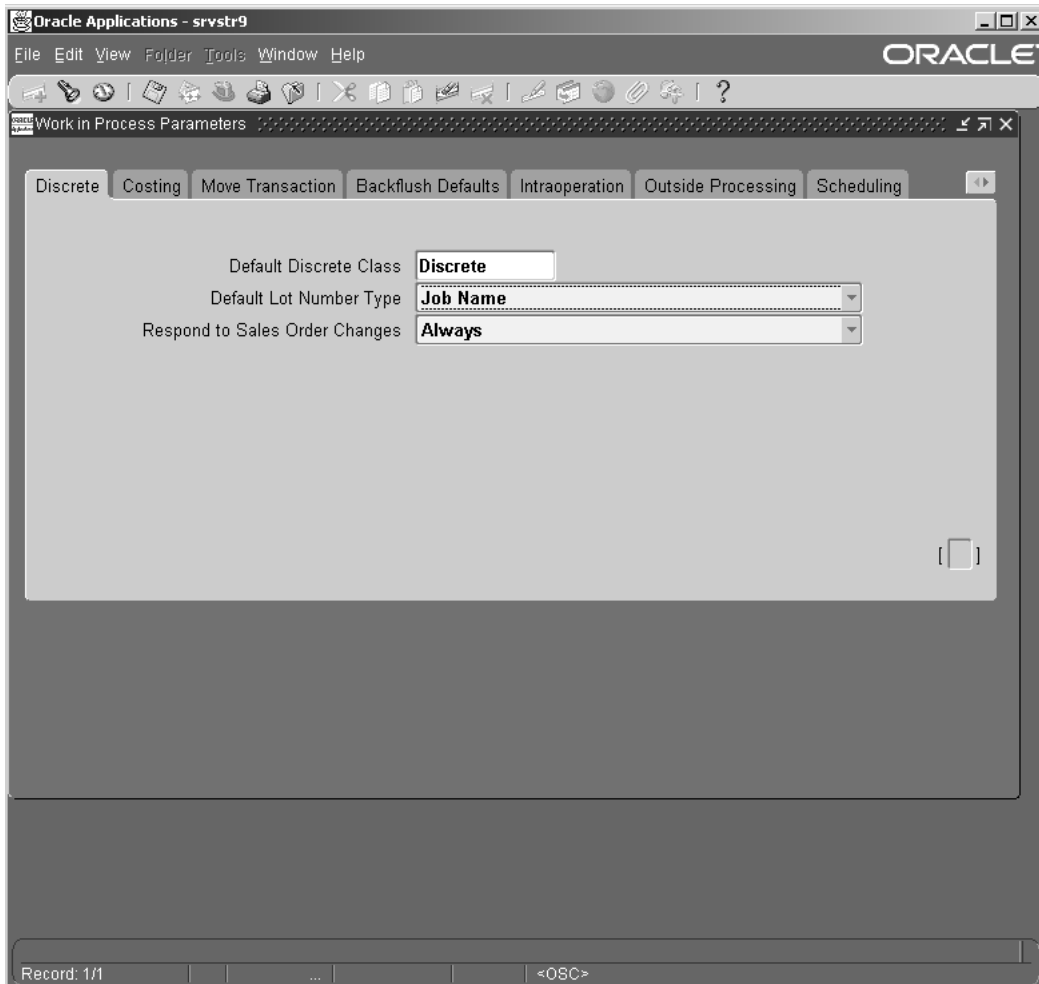 Oracle Applications - srvstr9
File Edit View Folder Tools Window Help
ORACLE
?
Work in Process Parameters
Discrete Costing Move Transaction Backflush Defaults Intraoperation Outside Processing Scheduling
Default Discrete Class Discrete
Default Lot Number Type Job Name
Respond to Sales Order Changes Always
[ ]
Record: 1/1 ... <OSC>